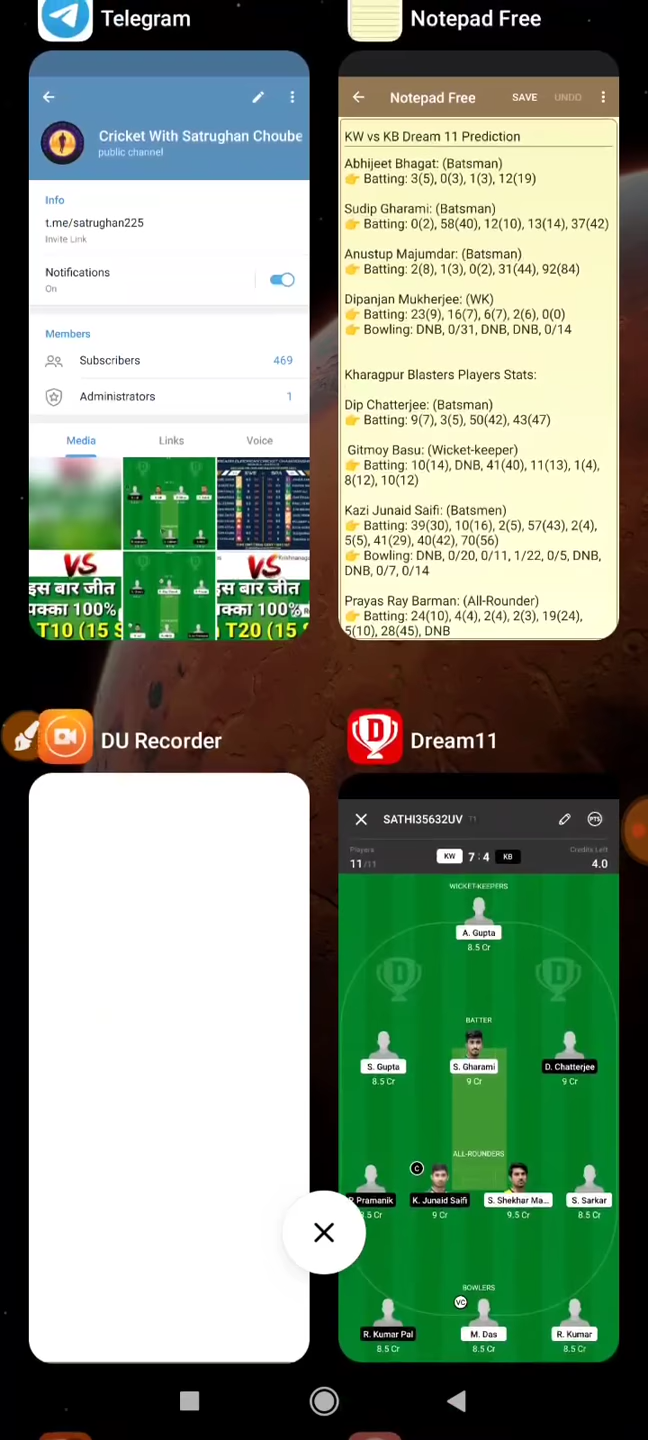 Telegram
Cricket With Satrughan Choube
public channel
Info
t.me/satrughan225
Invite Link
Notifications
On
Members
Subscribers 469
Administrators 1
Media Links Voice
VS
इस बार जीत
पक्का 100%
T10 (15 S
VS
इस बार जीत
पक्का 100%
T20 (15
Notepad Free
Notepad Free SAVE UNDO
KW vs KB Dream 11 Prediction
Abhijeet Bhagat: (Batsman)
👉 Batting: 3(5), 0(3), 1(3), 12(19)
Sudip Gharami: (Batsman)
👉 Batting: 0(2), 58(40), 12(10), 13(14), 37(42)
Anustup Majumdar: (Batsman)
👉 Batting: 2(8), 1(3), 0(2), 31(44), 92(84)
Dipanjan Mukherjee: (WK)
👉 Batting: 23(9), 16(7), 6(7), 2(6), 0(0)
👉 Bowling: DNB, 0/31, DNB, DNB, 0/14
Kharagpur Blasters Players Stats:
Dip Chatterjee: (Batsman)
👉 Batting: 9(7), 3(5), 50(42), 43(47)
Gitmoy Basu: (Wicket-keeper)
👉 Batting: 10(14), DNB, 41(40), 11(13), 1(4),
8(12), 10(12)
Kazi Junaid Saifi: (Batsmen)
👉 Batting: 39(30), 10(16), 2(5), 57(43), 2(4),
5(5), 41(29), 40(42), 70(56)
👉 Bowling: DNB, 0/20, 0/11, 1/22, 0/5, DNB,
DNB, 0/7, 0/14
Prayas Ray Barman: (All-Rounder)
👉 Batting: 24(10), 4(4), 2(4), 2(3), 19(24),
5(10), 28(45), DNB
DU Recorder
Dream11
SATHI35632UV T1 PTS
Players Credits Left
11/11 KW 7:4 KB 4.0
WICKET-KEEPERS
A. Gupta
8.5 Cr
BATTER
S. Gupta S. Gharami D. Chatterjee
8.5 Cr 9 Cr 9 Cr
ALL-ROUNDERS
C
P Pramanik K. Junaid Saifi S. Shekhar Ma... S. Sarkar
8.5 Cr 9 Cr 9.5 Cr 8.5 Cr
BOWLERS
VC
R. Kumar Pal M. Das R. Kumar
8.5 Cr 8.5 Cr 8.5 Cr